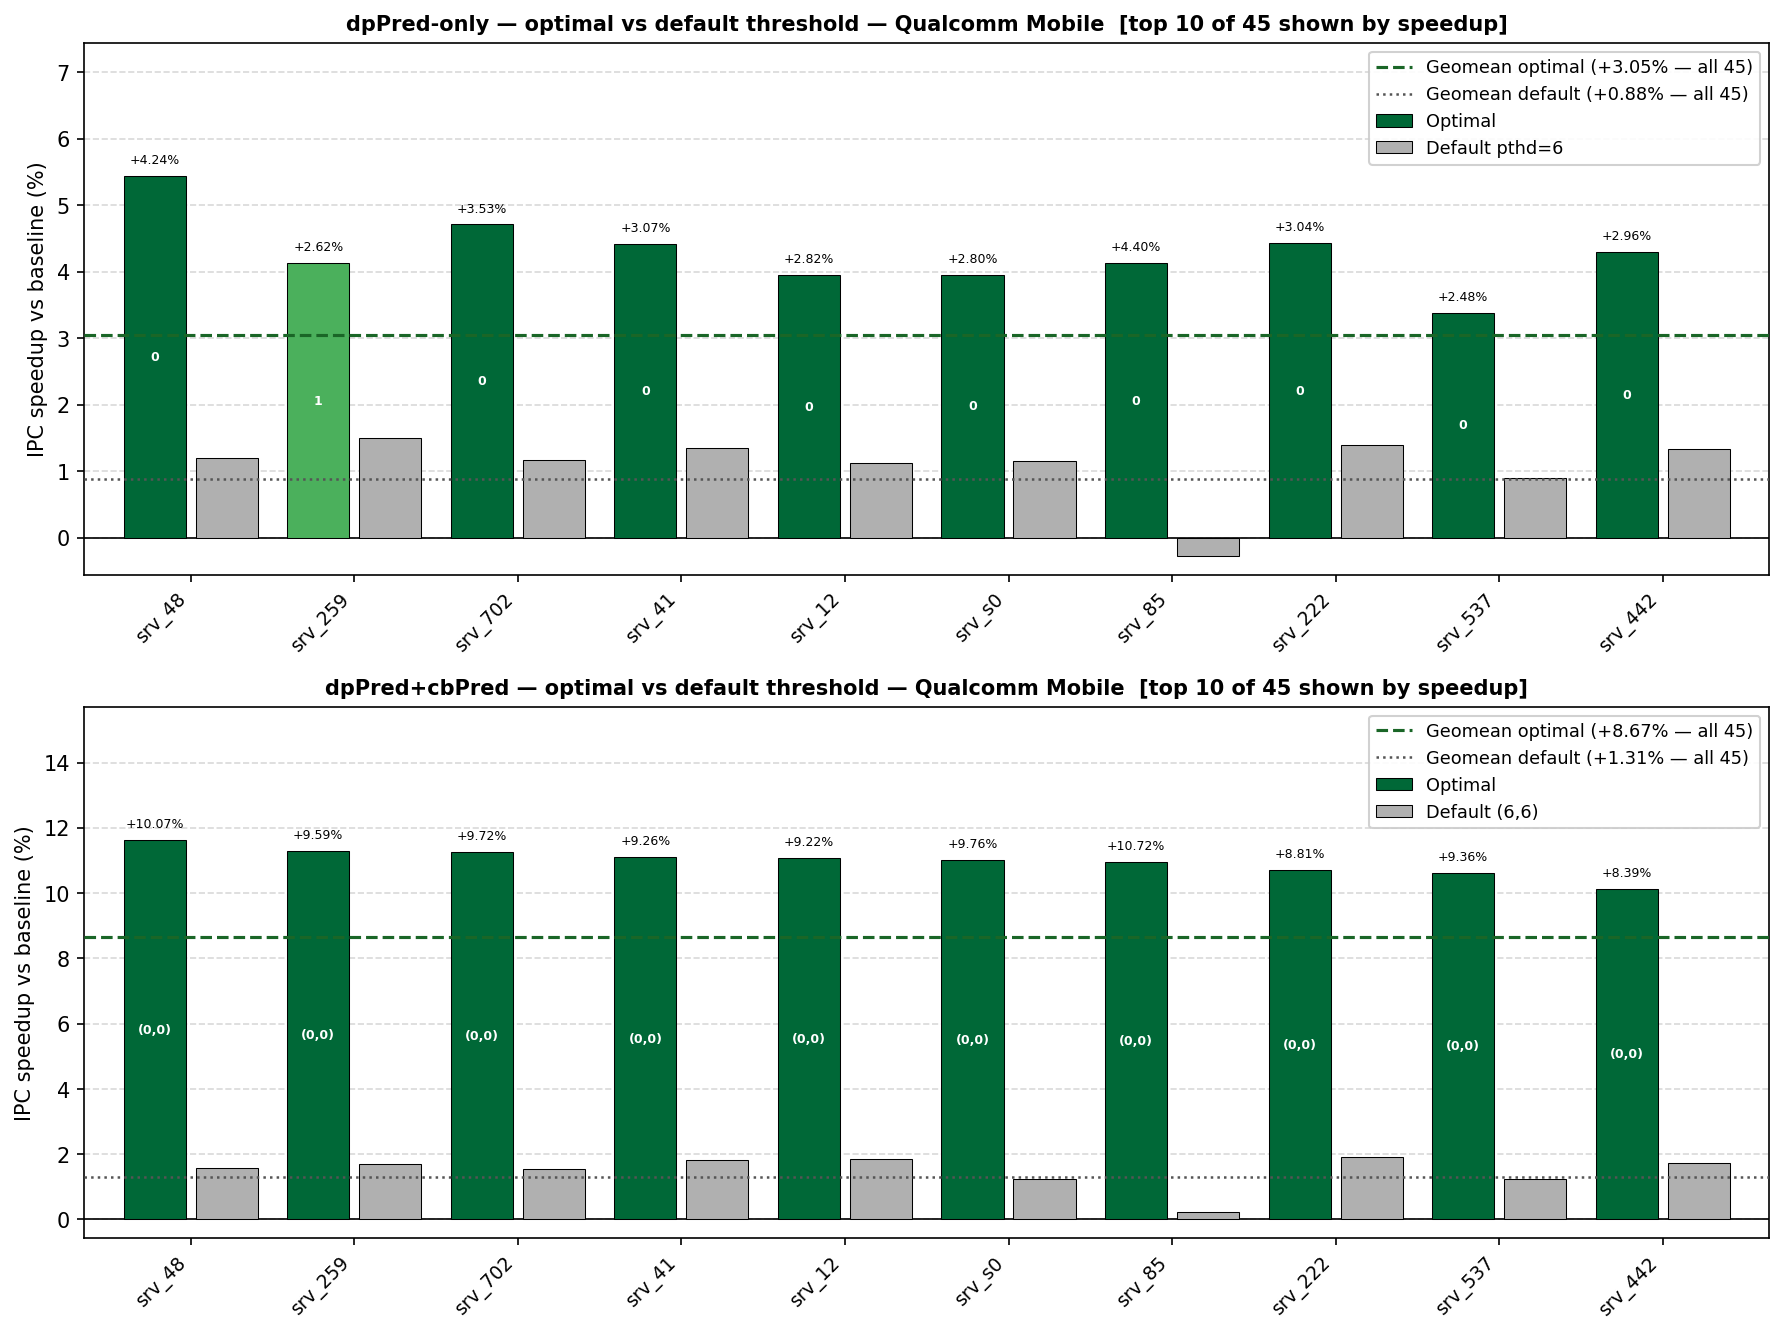 dpPred-only — optimal vs default threshold — Qualcomm Mobile [top 10 of 45 shown by speedup]
IPC speedup vs baseline (%)
7
6
5
4
3
2
1
0
Geomean optimal (+3.05% — all 45)
Geomean default (+0.88% — all 45)
Optimal
Default pthd=6
+4.24%
+2.62%
+3.53%
+3.07%
+2.82%
+2.80%
+4.40%
+3.04%
+2.48%
+2.96%
0
1
0
0
0
0
0
0
0
0
srv_48
srv_259
srv_702
srv_41
srv_12
srv_s0
srv_85
srv_222
srv_537
srv_442
dpPred+cbPred — optimal vs default threshold — Qualcomm Mobile [top 10 of 45 shown by speedup]
IPC speedup vs baseline (%)
14
12
10
8
6
4
2
0
Geomean optimal (+8.67% — all 45)
Geomean default (+1.31% — all 45)
Optimal
Default (6,6)
+10.07%
+9.59%
+9.72%
+9.26%
+9.22%
+9.76%
+10.72%
+8.81%
+9.36%
+8.39%
(0,0)
(0,0)
(0,0)
(0,0)
(0,0)
(0,0)
(0,0)
(0,0)
(0,0)
(0,0)
srv_48
srv_259
srv_702
srv_41
srv_12
srv_s0
srv_85
srv_222
srv_537
srv_442